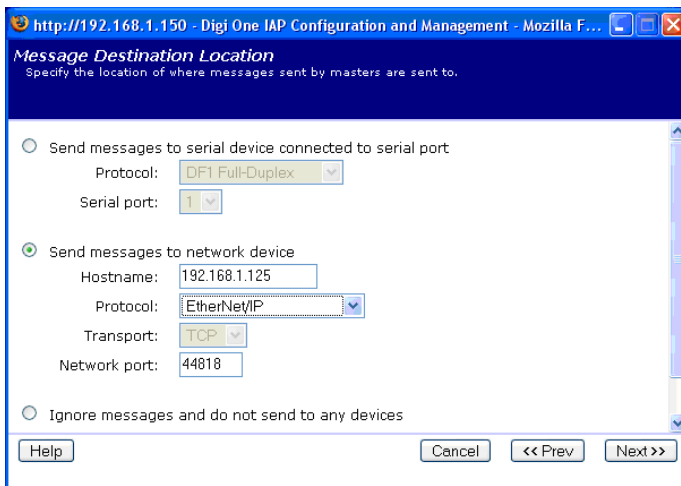 http://192.168.1.150 - Digi One IAP Configuration and Management - Mozilla F...
Message Destination Location
Specify the location of where messages sent by masters are sent to.
Send messages to serial device connected to serial port
Protocol: DF1 Full-Duplex
Serial port: 1
Send messages to network device
Hostname: 192.168.1.125
Protocol: EtherNet/IP
Transport: TCP
Network port: 44818
Ignore messages and do not send to any devices
Help Cancel << Prev Next >>